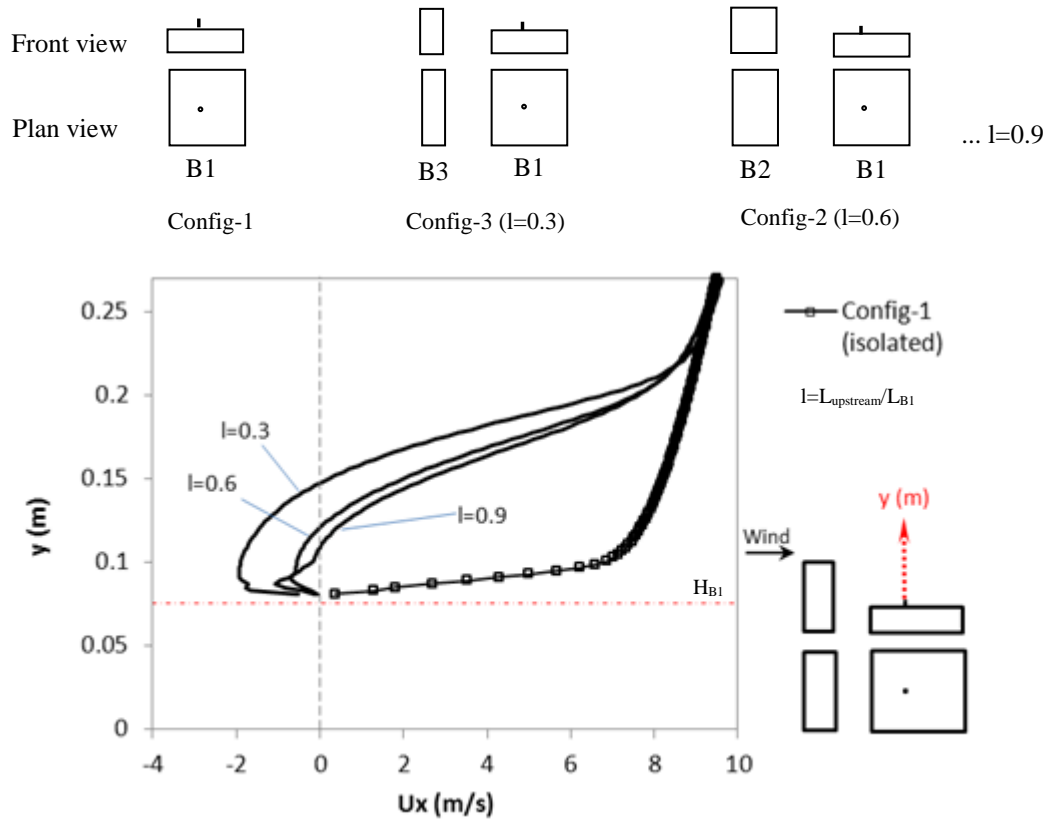 Front view
Plan view
B1
B3
B1
B2
B1
... l=0.9
Config-1
Config-3 (l=0.3)
Config-2 (l=0.6)
0.25
0.2
0.15
0.1
0.05
0
y (m)
-4
-2
0
2
4
6
8
10
Ux (m/s)
l=0.3
l=0.6
l=0.9
HB1
Config-1
(isolated)
l=Lupstream/LB1
y (m)
Wind